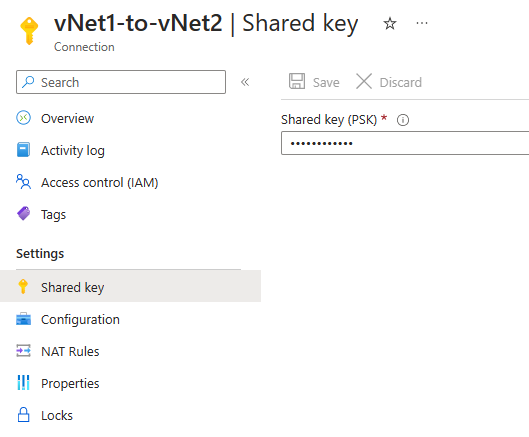 vNet1-to-vNet2 | Shared key ☆ ...
Connection
Search «
Save Discard
Overview
Shared key (PSK) * 
••••••••••••
Activity log
Access control (IAM)
Tags
Settings
Shared key
Configuration
NAT Rules
Properties
Locks